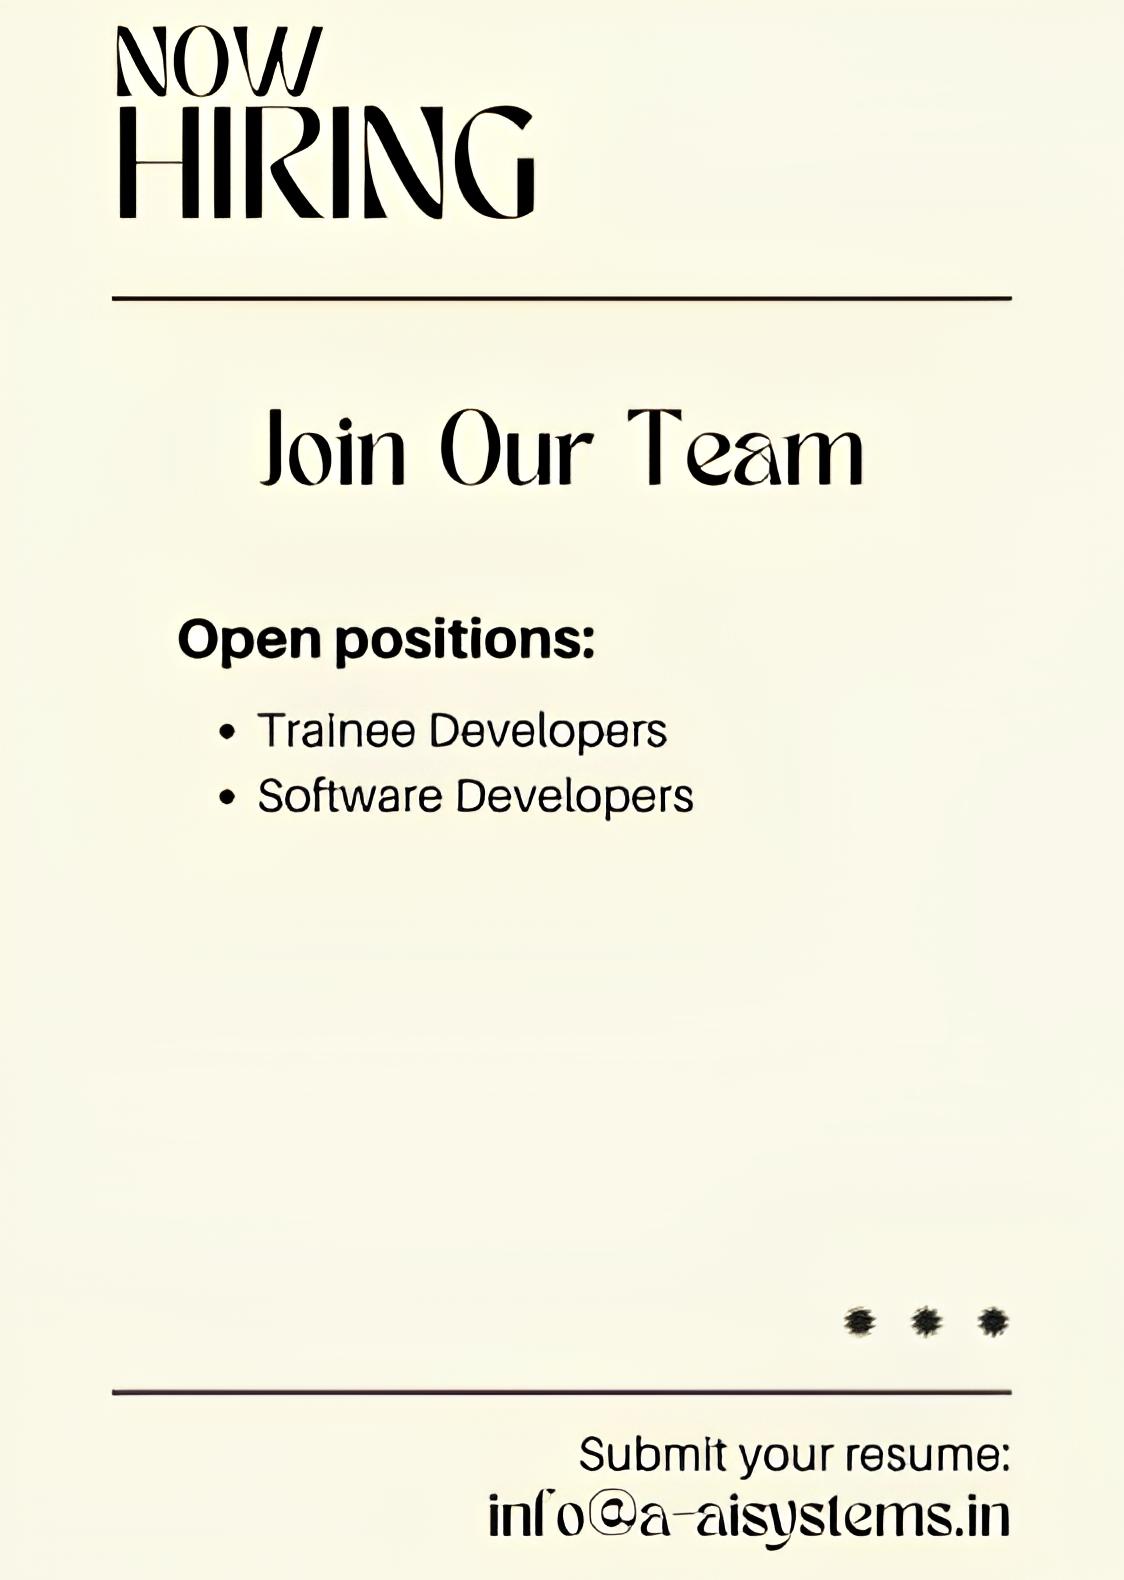 NOW
HIRING
Join Our Team
Open positions:
• Trainee Developers
• Software Developers
Submit your resume:
info@a-aisystems.in